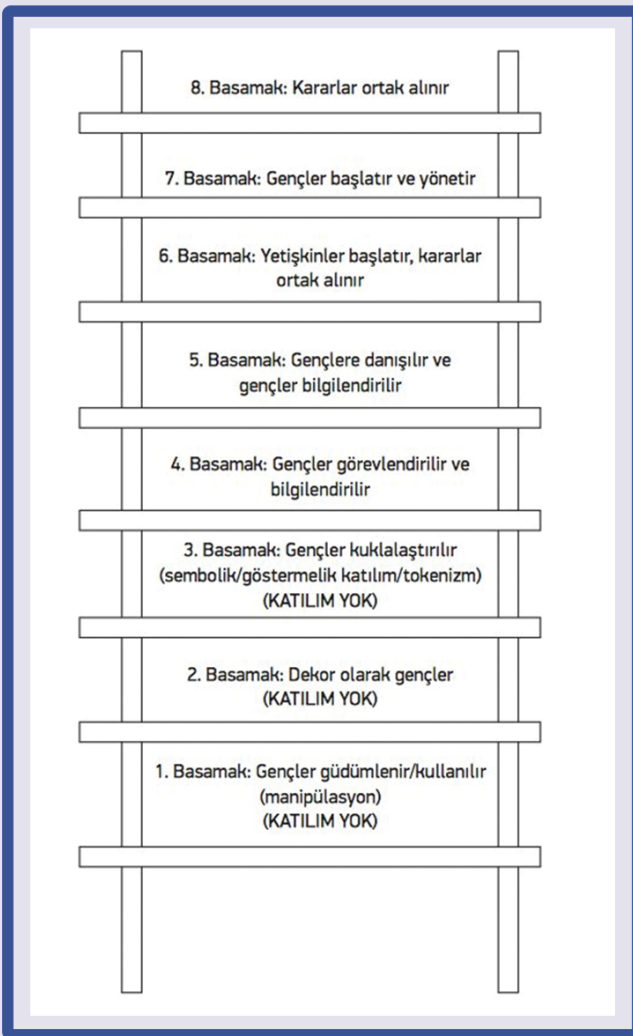 8. Basamak: Kararlar ortak alınır
7. Basamak: Gençler başlatır ve yönetir
6. Basamak: Yetişkinler başlatır, kararlar
ortak alınır
5. Basamak: Gençlere danışılır ve
gençler bilgilendirilir
4. Basamak: Gençler görevlendirilir ve
bilgilendirilir
3. Basamak: Gençler kuklalaştırılır
(sembolik/göstermelik katılım/tokenizm)
(KATILIM YOK)
2. Basamak: Dekor olarak gençler
(KATILIM YOK)
1. Basamak: Gençler güdümlenir/kullanılır
(manipülasyon)
(KATILIM YOK)